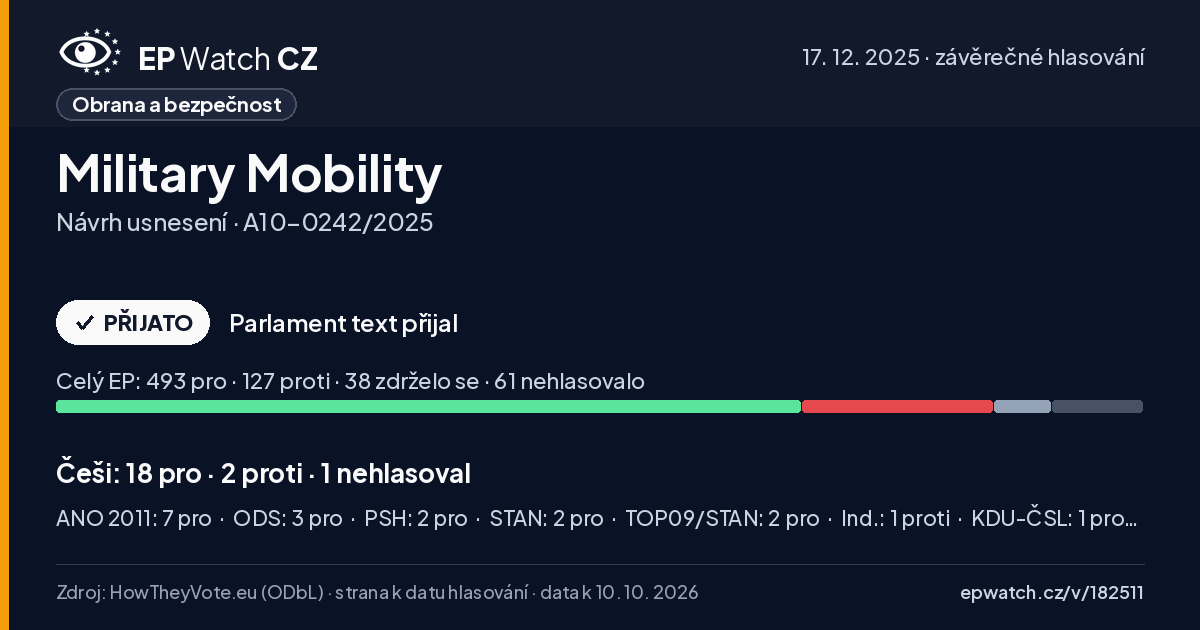 EP Watch CZ
17. 12. 2025 · závěrečné hlasování
Obrana a bezpečnost
Military Mobility
Návrh usnesení · A10-0242/2025
✓ PŘIJATO
Parlament text přijal
Celý EP: 493 pro · 127 proti · 38 zdrželo se · 61 nehlasovalo
Češi: 18 pro · 2 proti · 1 nehlasoval
ANO 2011: 7 pro · ODS: 3 pro · PSH: 2 pro · STAN: 2 pro · TOP09/STAN: 2 pro · Ind.: 1 proti · KDU-ČSL: 1 pro…
Zdroj: HowTheyVote.eu (ODbL) · strana k datu hlasování · data k 10. 10. 2026
epwatch.cz/v/182511